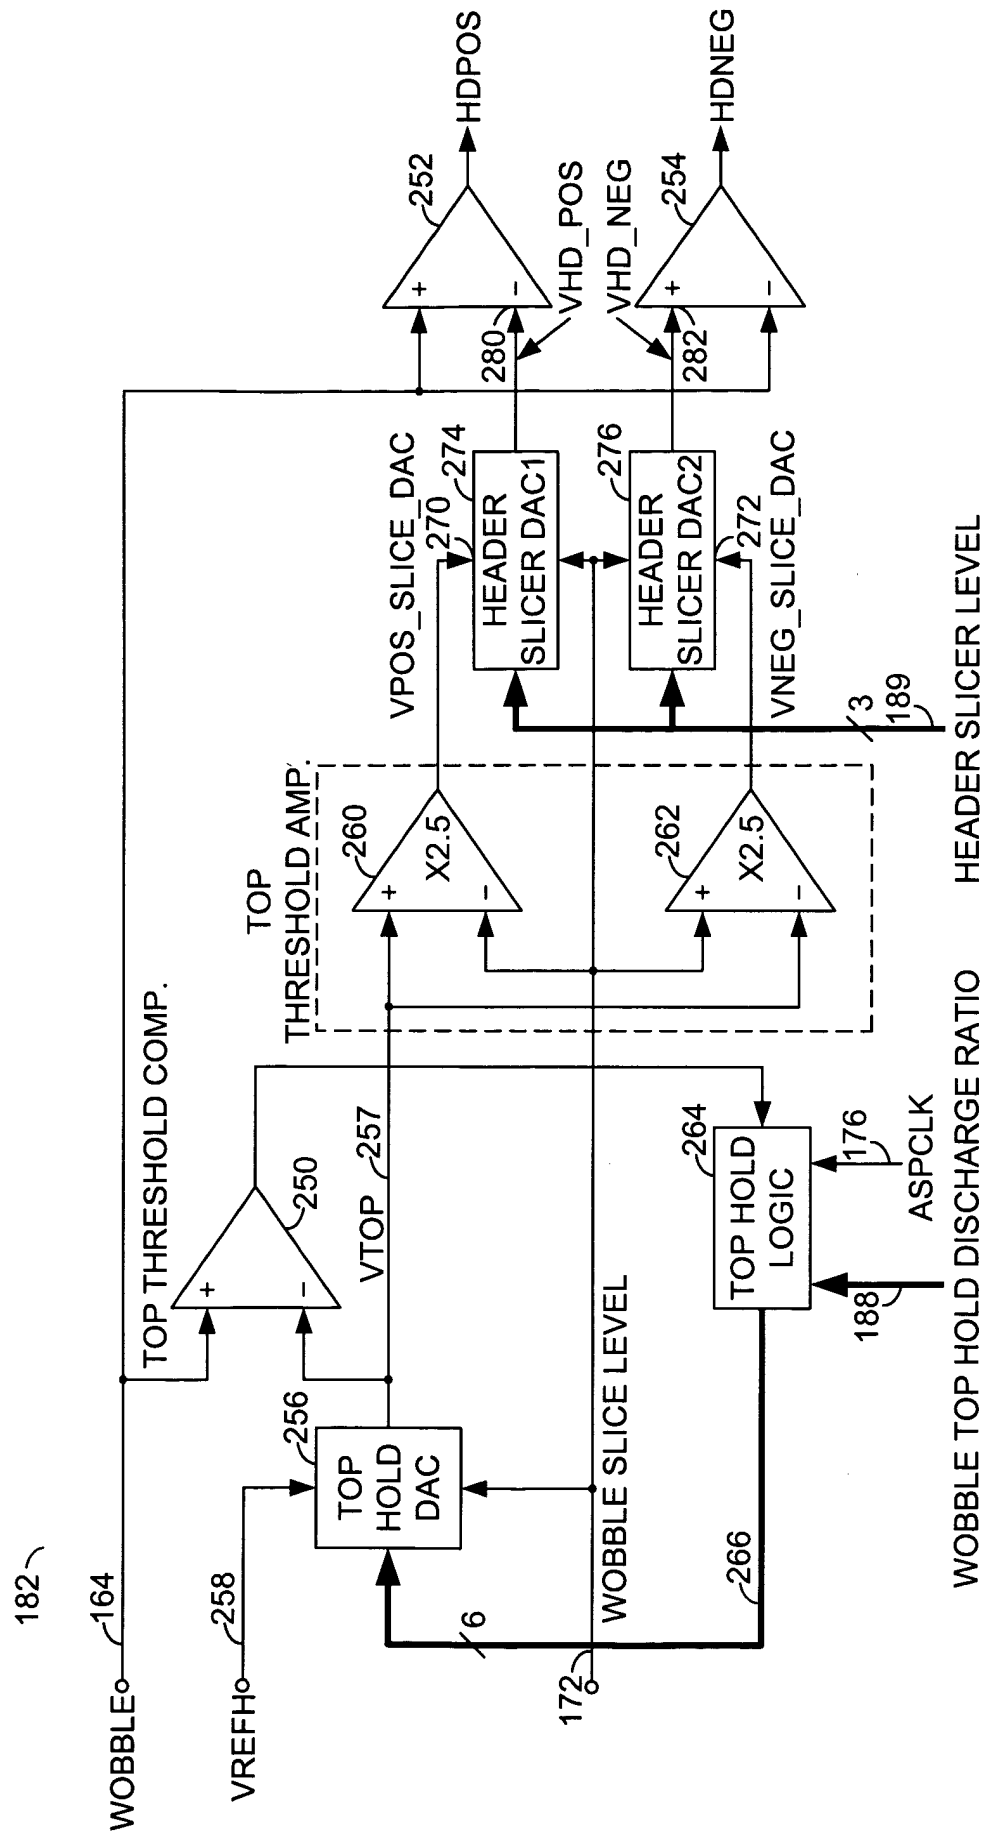 182
WOBBLE
164
VREFH
258
172
WOBBLE SLICE LEVEL
6
266
TOP
HOLD
DAC
256
TOP THRESHOLD COMP.
+
−
250
VTOP
257
TOP HOLD
LOGIC
264
188
176
ASPCLK
WOBBLE TOP HOLD DISCHARGE RATIO
TOP
THRESHOLD AMP.
+
−
X2.5
260
+
−
X2.5
262
VPOS_SLICE_DAC
270
274
HEADER
SLICER DAC1
276
HEADER
SLICER DAC2
272
VNEG_SLICE_DAC
3
189
HEADER SLICER LEVEL
+
−
252
280
HDPOS
VHD_POS
VHD_NEG
+
−
254
282
HDNEG